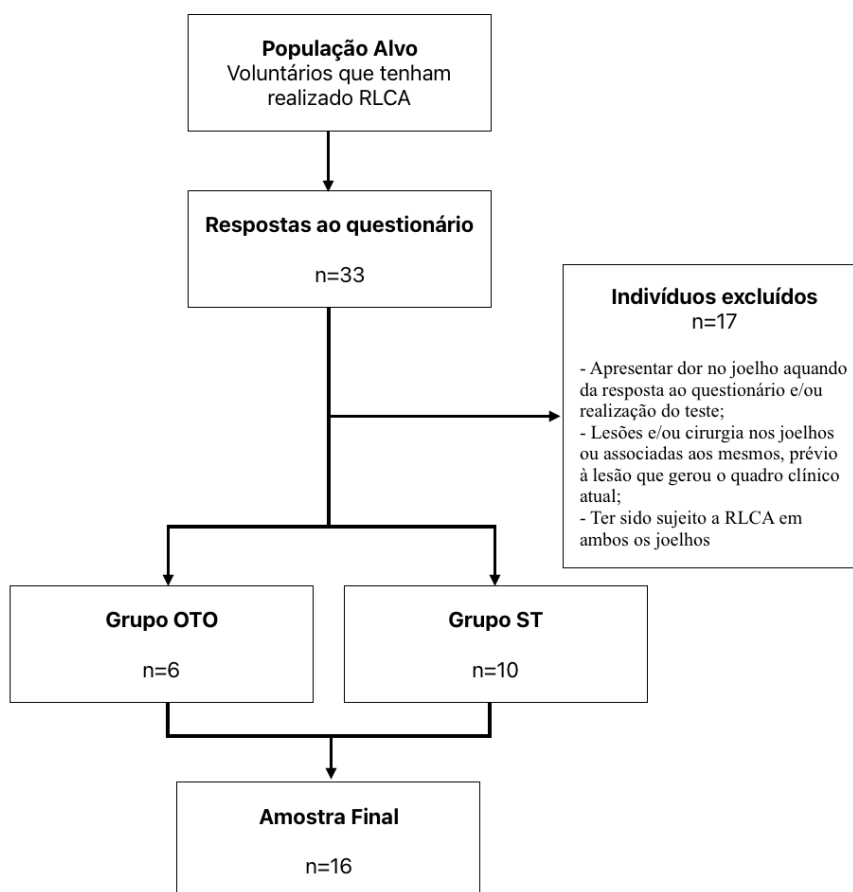 População Alvo
Voluntários que tenham
realizado RLCA
Respostas ao questionário
n=33
Indivíduos excluídos
n=17
- Apresentar dor no joelho aquando
da resposta ao questionário e/ou
realização do teste;
- Lesões e/ou cirurgia nos joelhos
ou associadas aos mesmos, prévio
à lesão que gerou o quadro clínico
atual;
- Ter sido sujeito a RLCA em
ambos os joelhos
Grupo OTO
n=6
Grupo ST
n=10
Amostra Final
n=16